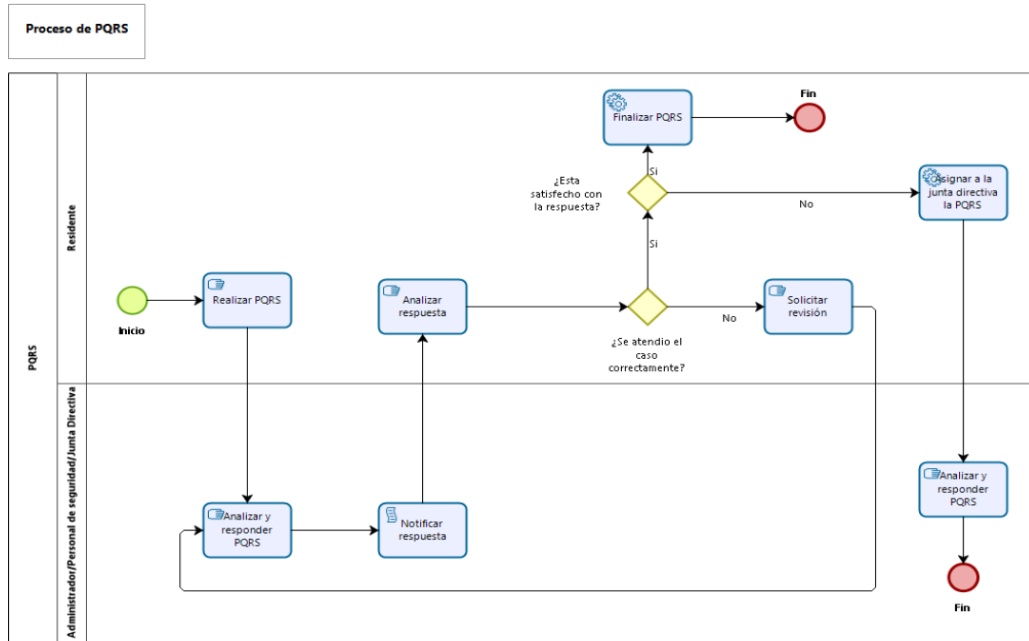 Proceso de PQRS
PQRS
Residente
Administrador/Personal de seguridad/Junta Directiva
Fin
Finalizar PQRS
Si
¿Esta
satisfecho con
la respuesta?
No
Asignar a la
junta directiva
la PQRS
Si
Inicio
Realizar PQRS
Analizar
respuesta
No
Solicitar
revisión
¿Se atendio el
caso
correctamente?
Analizar y
responder
PQRS
Notificar
respuesta
Analizar y
responder
PQRS
Fin